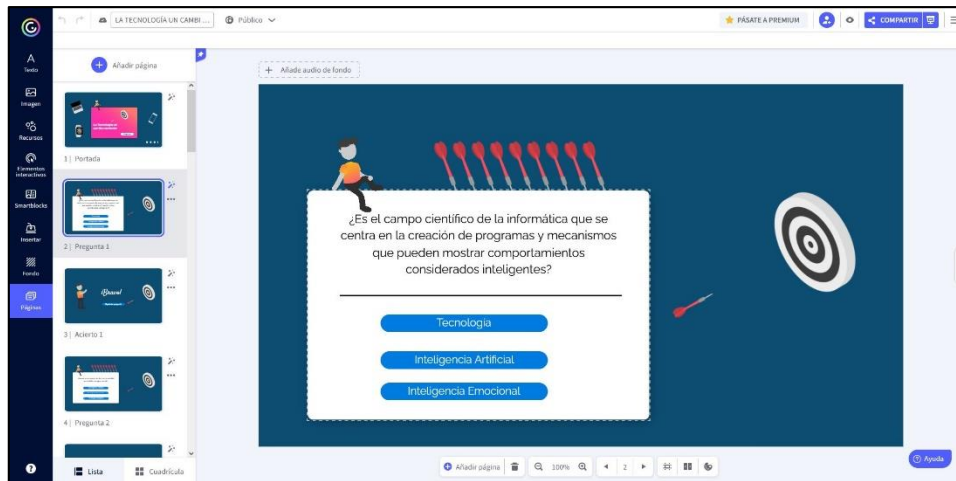 LA TECNOLOGÍA UN CAMBI ...
Público
PÁSATE A PREMIUM
COMPARTIR
Texto
Imagen
Recursos
Elementos interactivos
Smartblocks
Insertar
Fondo
Páginas
Añadir página
1 | Portada
2 | Pregunta 1
¡Bravo!
3 | Acierto 1
4 | Pregunta 2
Lista
Cuadrícula
+ Añade audio de fondo
¿Es el campo científico de la informática que se
centra en la creación de programas y mecanismos
que pueden mostrar comportamientos
considerados inteligentes?
Tecnología
Inteligencia Artificial
Inteligencia Emocional
Añadir página
100%
2
Ayuda